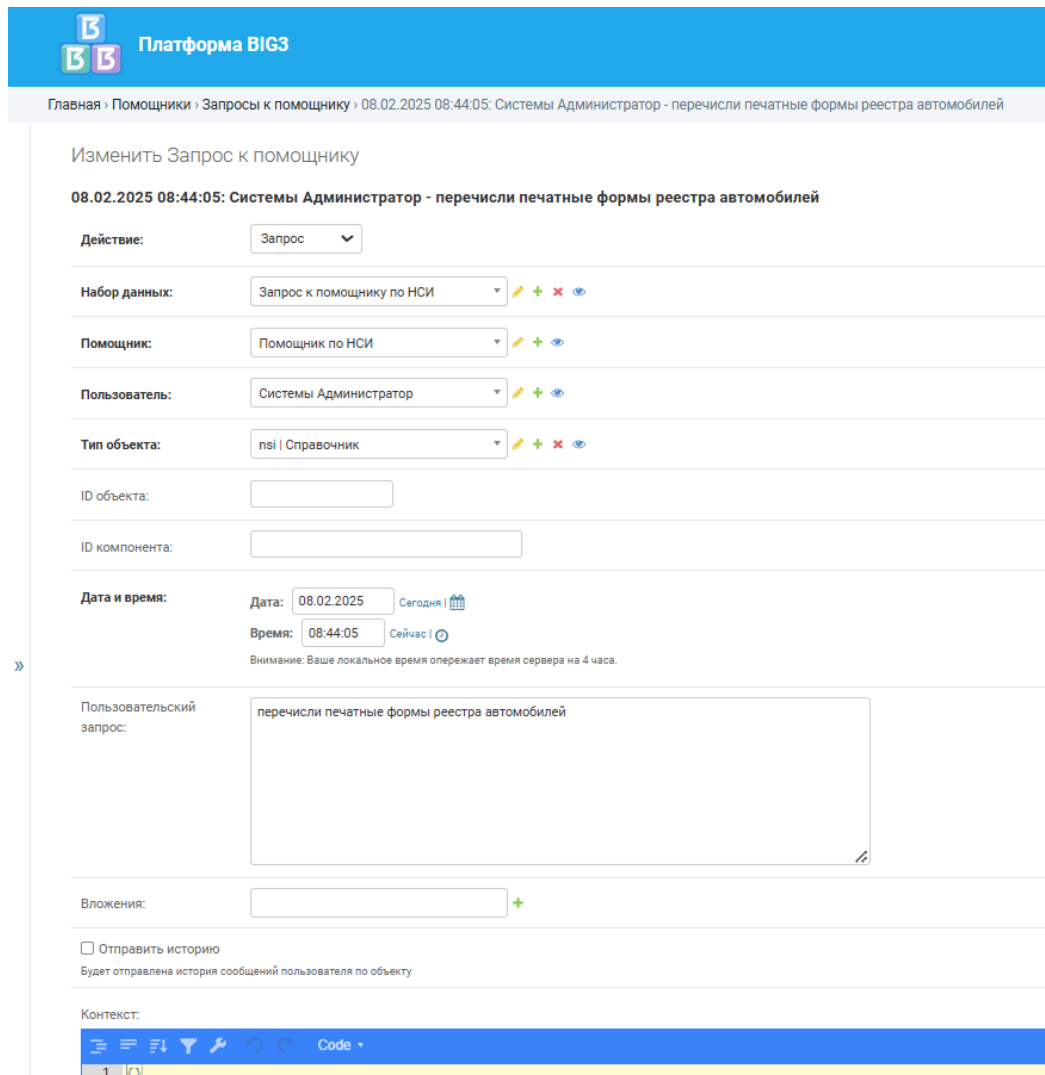 Платформа BIG3
Главная › Помощники › Запросы к помощнику › 08.02.2025 08:44:05: Системы Администратор - перечисли печатные формы реестра автомобилей
Изменить Запрос к помощнику
08.02.2025 08:44:05: Системы Администратор - перечисли печатные формы реестра автомобилей
Действие: Запрос
Набор данных: Запрос к помощнику по НСИ
Помощник: Помощник по НСИ
Пользователь: Системы Администратор
Тип объекта: nsi | Справочник
ID объекта:
ID компонента:
Дата и время: Дата: 08.02.2025 Сегодня |
Время: 08:44:05 Сейчас |
Внимание: Ваше локальное время опережает время сервера на 4 часа.
»
Пользовательский запрос: перечисли печатные формы реестра автомобилей
Вложения:
Отправить историю
Будет отправлена история сообщений пользователя по объекту
Контекст:
Code
1 {}